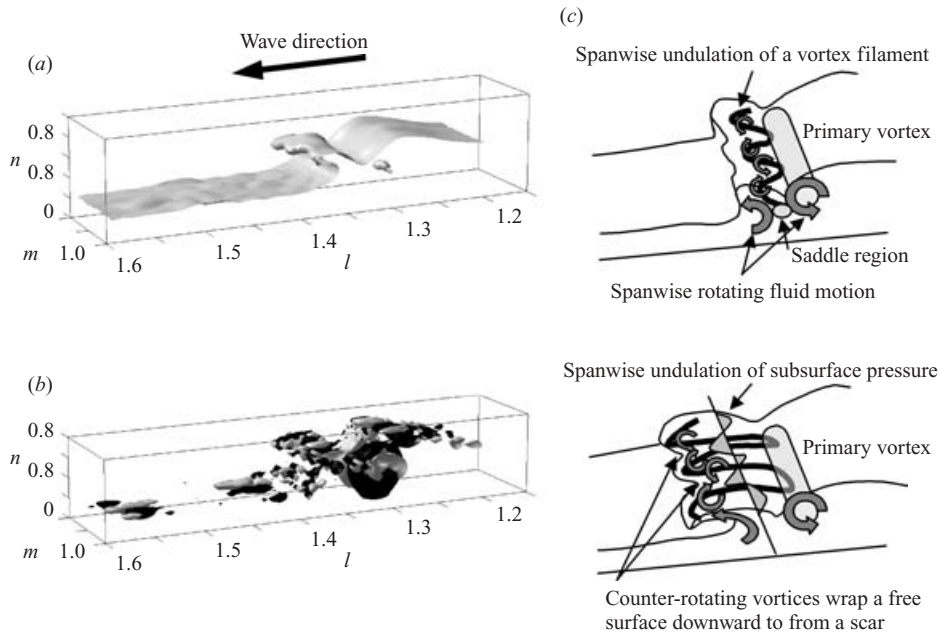 Wave direction
(a)
0.8
n 0.8
0
m 1.0
1.6
1.5
1.4
l
1.3
1.2
(b)
0.8
n 0.8
0
m 1.0
1.6
1.5
1.4
l
1.3
1.2
(c)
Spanwise undulation of a vortex filament
Primary vortex
Saddle region
Spanwise rotating fluid motion
Spanwise undulation of subsurface pressure
Primary vortex
Counter-rotating vortices wrap a free
surface downward to from a scar